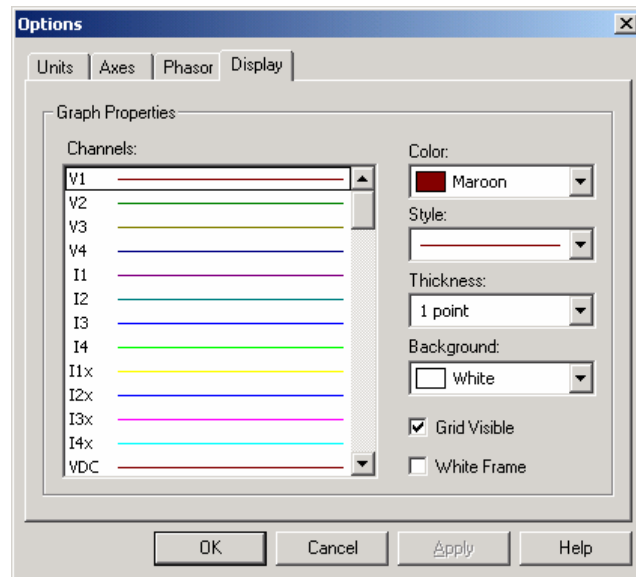 Options
Units Axes Phasor Display
Graph Properties
Channels:
V1
V2
V3
V4
I1
I2
I3
I4
I1x
I2x
I3x
I4x
VDC
Color:
Maroon
Style:
Thickness:
1 point
Background:
White
Grid Visible
White Frame
OK Cancel Apply Help